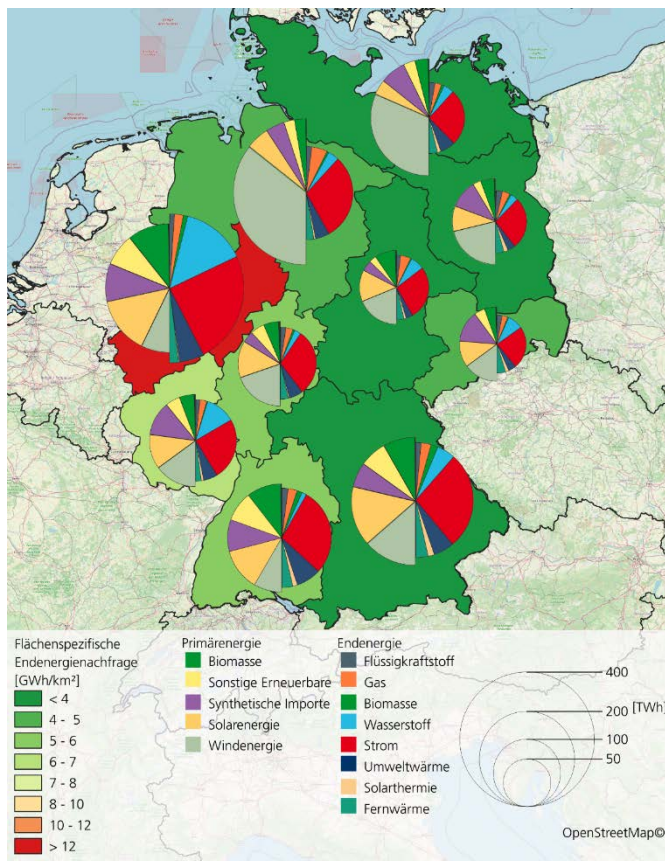 Flächenspezifische
Endenergienachfrage
[GWh/km²]
< 4
4 - 5
5 - 6
6 - 7
7 - 8
8 - 10
10 - 12
> 12
Primärenergie
Biomasse
Sonstige Erneuerbare
Synthetische Importe
Solarenergie
Windenergie
Endenergie
Flüssigkraftstoff
Gas
Biomasse
Wasserstoff
Strom
Umweltwärme
Solarthermie
Fernwärme
400
200 [TWh]
100
50
OpenStreetMap©